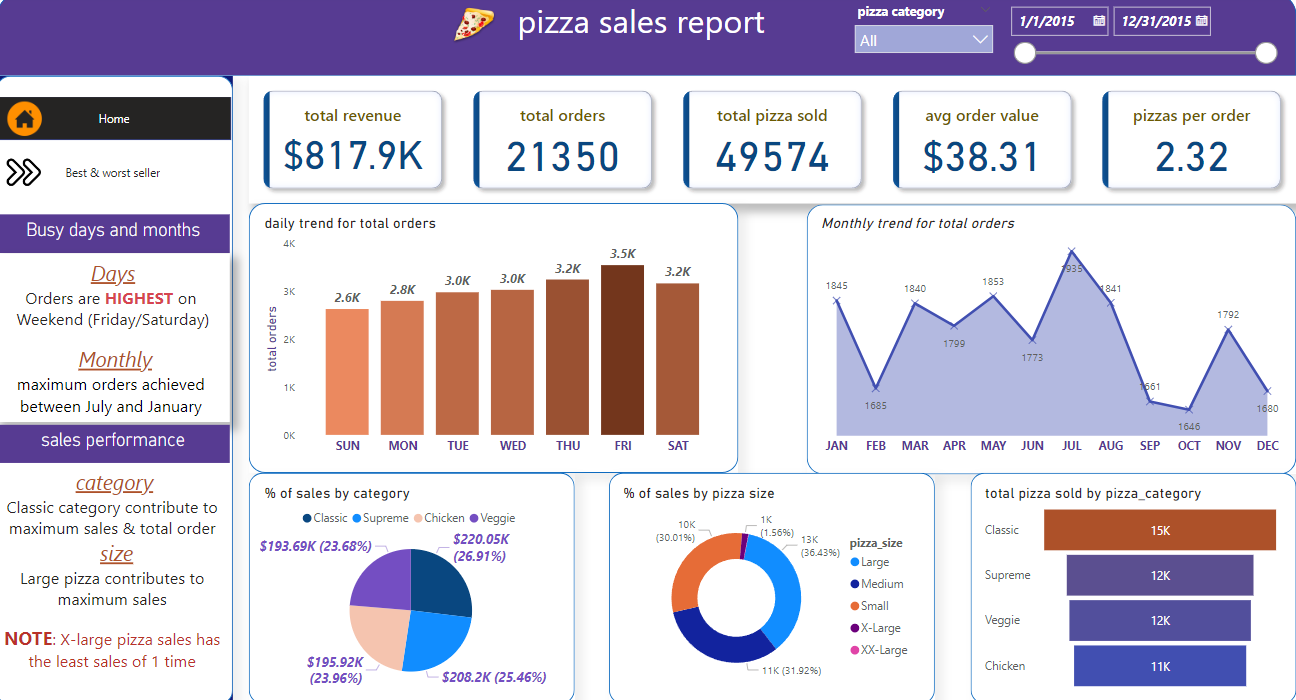 pizza sales report
pizza category
All
1/1/2015
12/31/2015
Home
Best & worst seller
Busy days and months
Days
Orders are HIGHEST on
Weekend (Friday/Saturday)
Monthly
maximum orders achieved
between July and January
sales performance
category
Classic category contribute to
maximum sales & total order
size
Large pizza contributes to
maximum sales
NOTE: X-large pizza sales has
the least sales of 1 time
total revenue
$817.9K
total orders
21350
total pizza sold
49574
avg order value
$38.31
pizzas per order
2.32
daily trend for total orders
total orders
4K
3K
2K
1K
0K
2.6K
2.8K
3.0K
3.0K
3.2K
3.5K
3.2K
SUN MON TUE WED THU FRI SAT
Monthly trend for total orders
1845
1685
1840
1799
1853
1773
1935
1841
1661
1646
1792
1680
JAN FEB MAR APR MAY JUN JUL AUG SEP OCT NOV DEC
% of sales by category
Classic Supreme Chicken Veggie
$193.69K (23.68%)
$220.05K
(26.91%)
$195.92K
(23.96%)
$208.2K (25.46%)
% of sales by pizza size
10K
(30.01%)
1K
(1.56%)
13K
(36.43%)
11K (31.92%)
pizza_size
Large
Medium
Small
X-Large
XX-Large
total pizza sold by pizza_category
Classic 15K
Supreme 12K
Veggie 12K
Chicken 11K